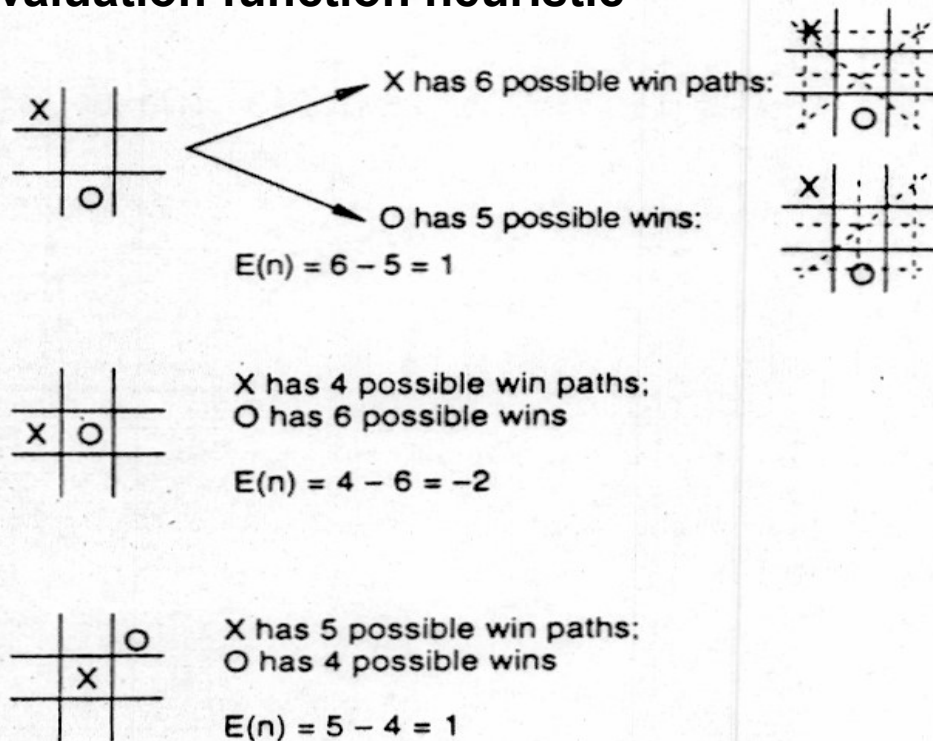 valuation function heuristic
X has 6 possible win paths:
X
O
X
O
O has 5 possible wins:
X
O
E(n) = 6 – 5 = 1
X has 4 possible win paths;
O has 6 possible wins
X O
E(n) = 4 – 6 = –2
X has 5 possible win paths;
O has 4 possible wins
O
X
E(n) = 5 – 4 = 1